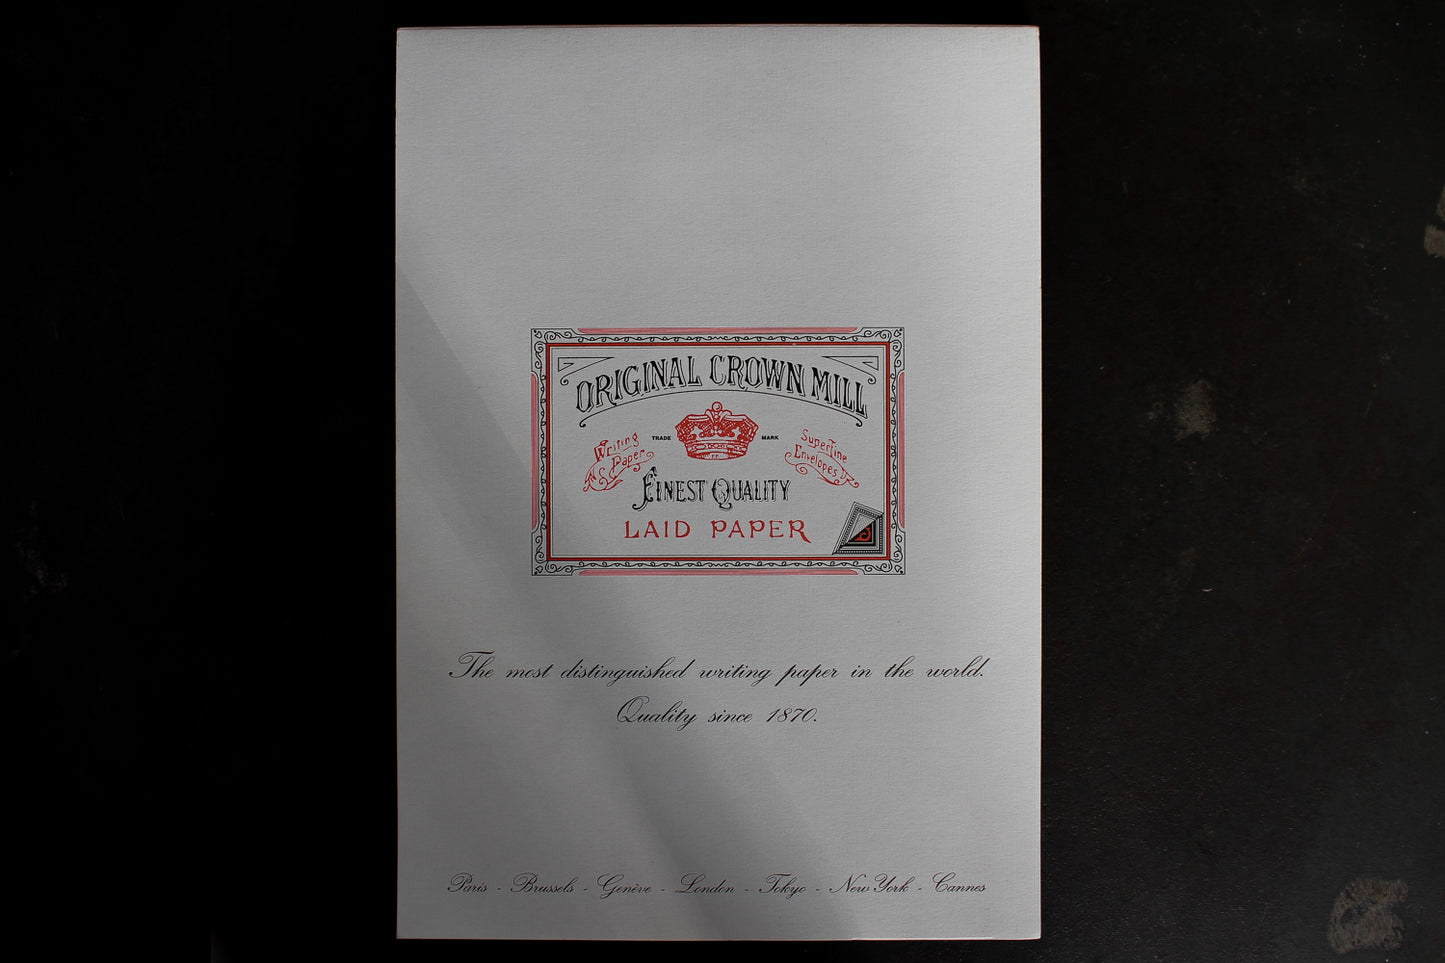 ORIGINAL CROWN MILL
TRADE MARK
Writing
Paper
Superfine
Envelopes
FINEST QUALITY
LAID PAPER
The most distinguished writing paper in the world.
Quality since 1870.
Paris - Brussels - Genève - London - Tokyo - New York - Cannes